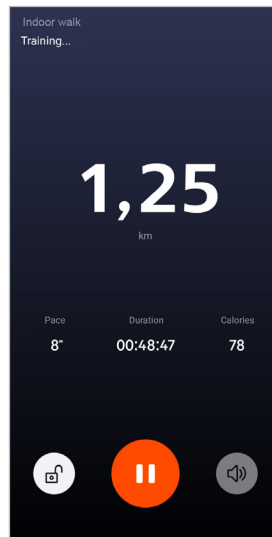 Indoor walk
Training...
1,25
km
Pace Duration Calories
8" 00:48:47 78